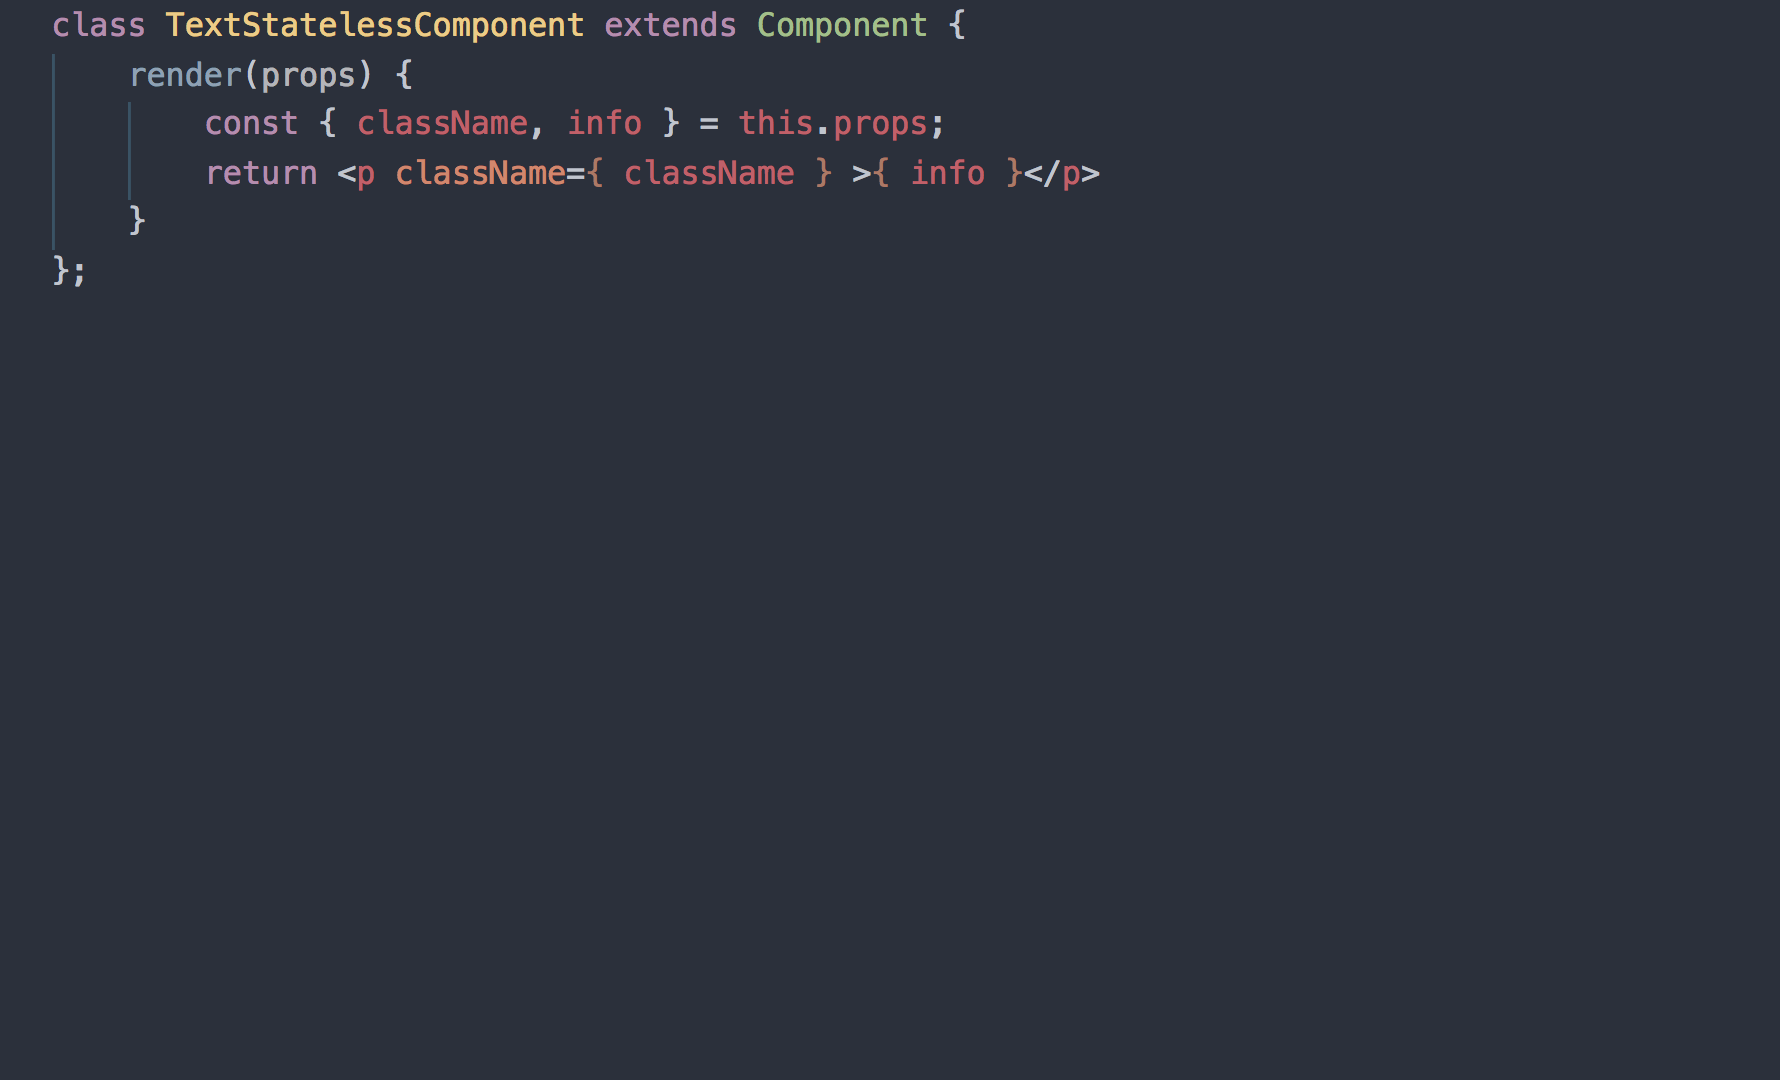 class TextStatelessComponent extends Component {
    render(props) {
        const { className, info } = this.props;
        return <p className={ className } >{ info }</p>
    }
};